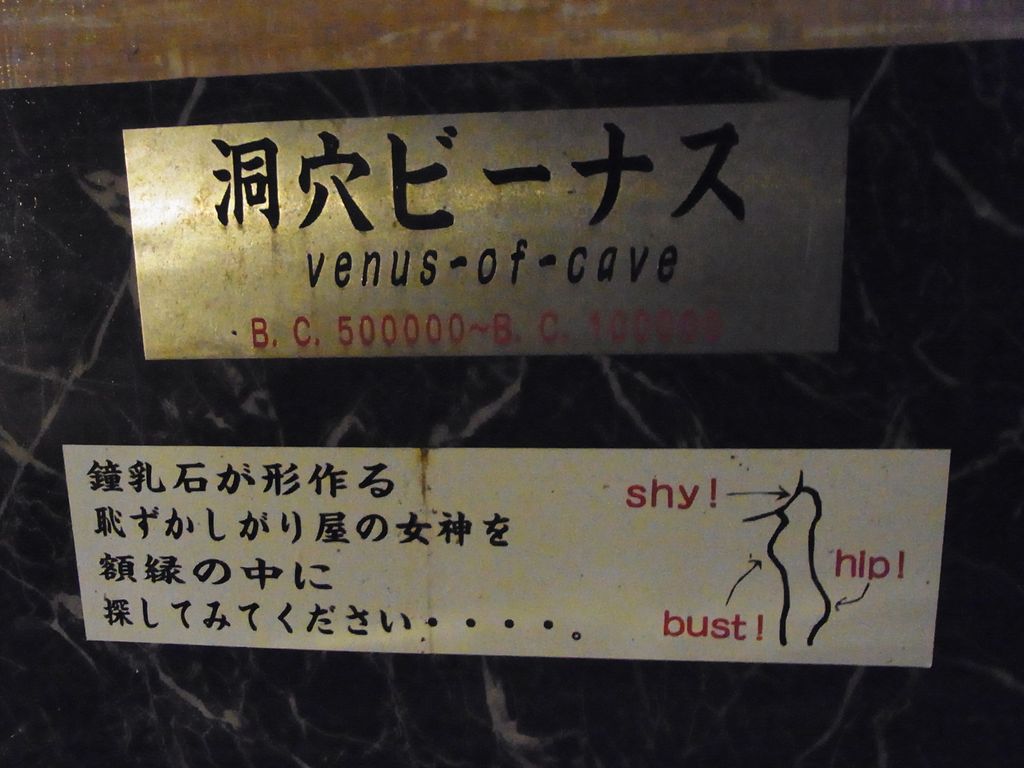 洞穴ビーナス
venus-of-cave
B. C. 500000~B. C. 100000
鐘乳石が形作る
恥ずかしがり屋の女神を
額縁の中に
探してみてください・・・・・。
shy!
hip!
bust!